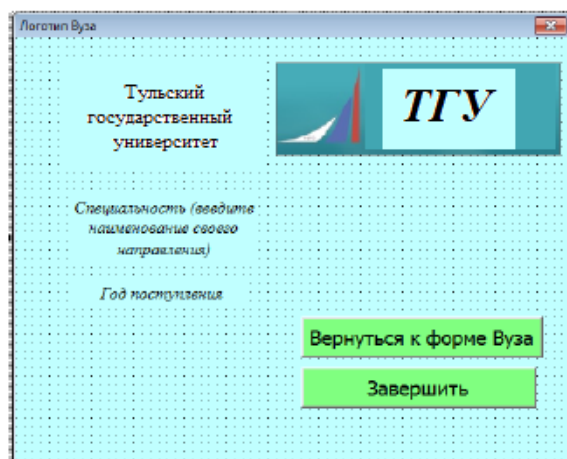 Логотип Вуза
Тульский
государственный
университет
ТГУ
Специальность (введите
наименование своего
направления)
Год поступления
Вернуться к форме Вуза
Завершить